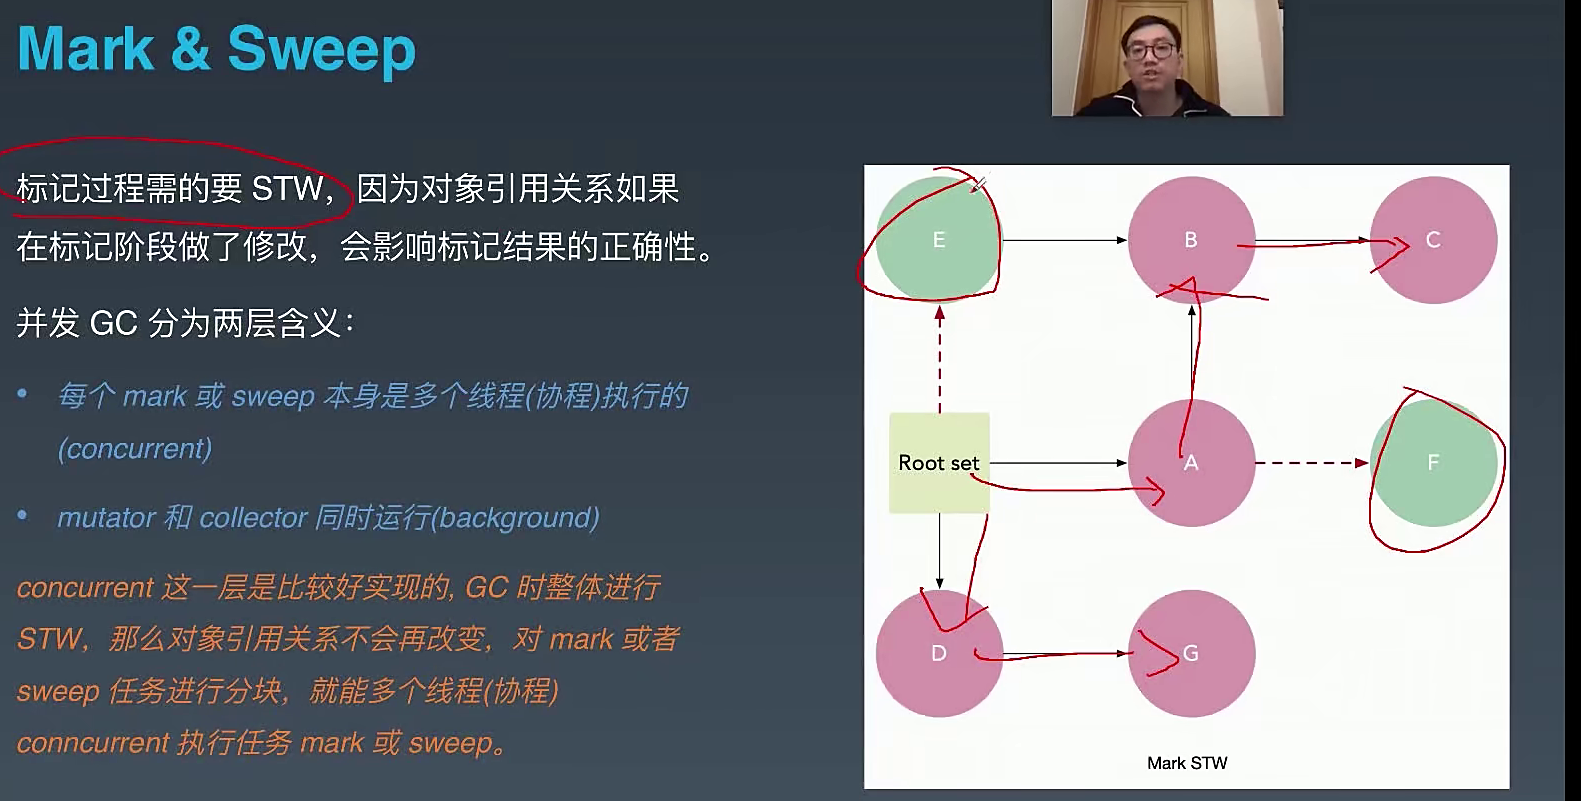 Mark & Sweep
标记过程需的要 STW，因为对象引用关系如果
在标记阶段做了修改，会影响标记结果的正确性。
并发 GC 分为两层含义：
• 每个 mark 或 sweep 本身是多个线程(协程)执行的
(concurrent)
• mutator 和 collector 同时运行(background)
concurrent 这一层是比较好实现的, GC 时整体进行
STW，那么对象引用关系不会再改变，对 mark 或者
sweep 任务进行分块，就能多个线程(协程)
conncurrent 执行任务 mark 或 sweep。
E
B
C
Root set
A
F
D
G
Mark STW